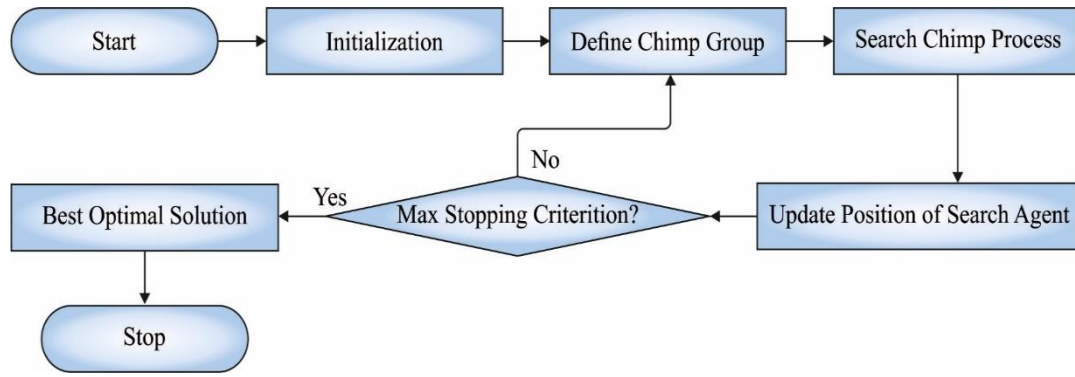 Start
Initialization
Define Chimp Group
Search Chimp Process
No
Yes
Best Optimal Solution
Max Stopping Criterition?
Update Position of Search Agent
Stop